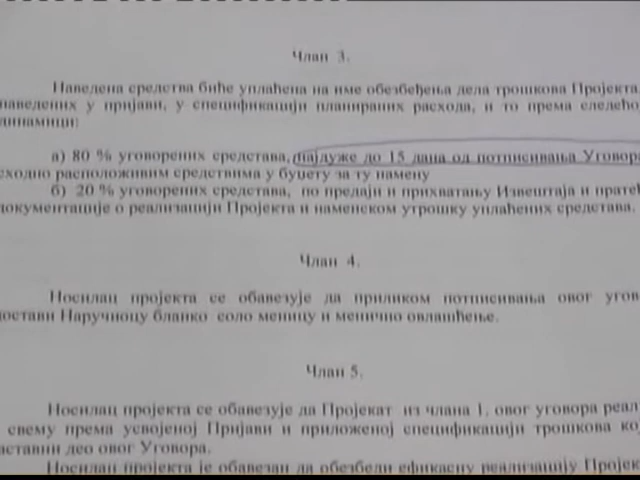 Члан 3.
Наведена средства биће уплаћена на име обезбеђења дела трошкова Пројекта,
наведених у пријави, у спецификацији планираних расхода, и то према следећо
динамици:
а) 80 % уговорених средстава, најдуже до 15 дана од потписивања Уговора
сходно расположивим средствима у буџету за ту намену
б) 20 % уговорених средстава, по предаји и прихватању Извештаја и пратећ
документације о реализацији Пројекта и наменском утрошку уплаћених средстава.
Члан 4.
Носилац пројекта се обавезује да приликом потписивања овог угов
достави Наручиоцу бланко соло меницу и менично овлашћење.
Члан 5.
Носилац пројекта се обавезује да Пројекат из члана 1. овог уговора реал
свему према усвојеној Пријави и приложеној спецификацији трошкова кој
саставни део овог Уговора.
Носилац пројекта је обавезан да обезбеди ефикасну реализацију Пројек